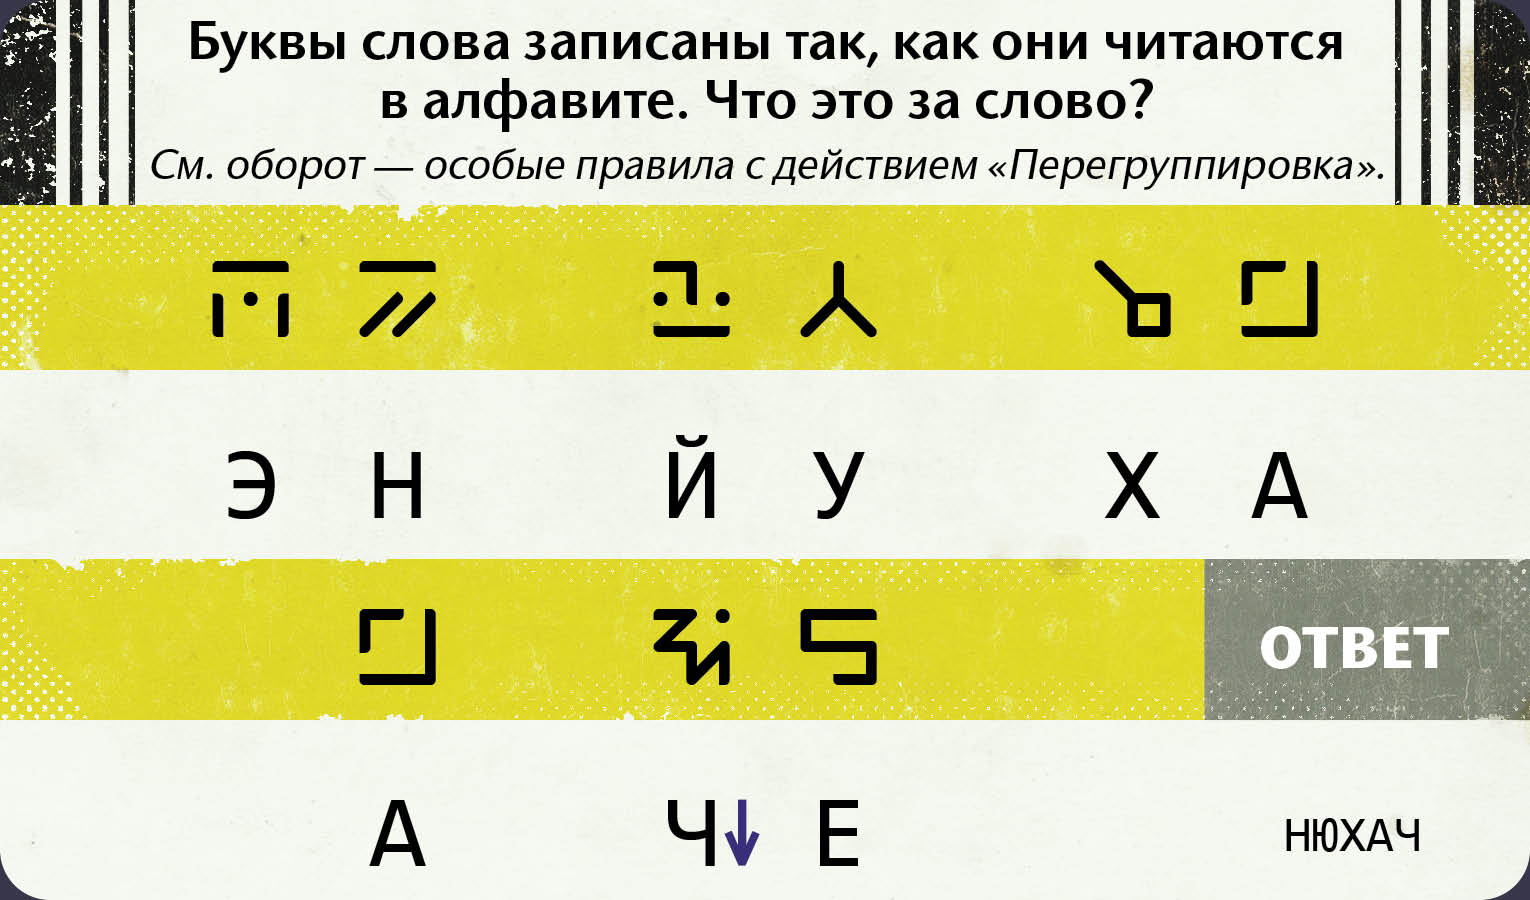 Буквы слова записаны так, как они читаются
в алфавите. Что это за слово?
См. оборот — особые правила с действием «Перегруппировка».
Э Н Й У Х А
ОТВЕТ
А Ч↓ Е
НЮХАЧ